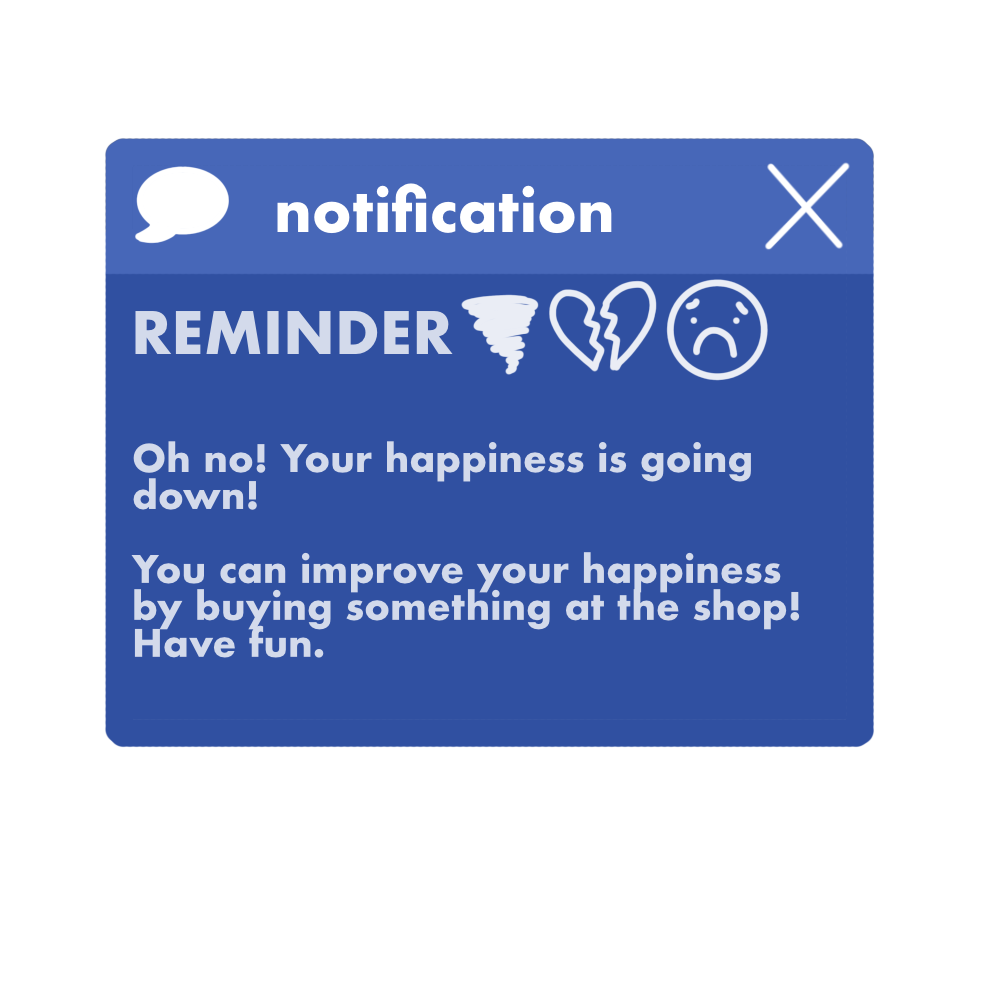 notification
REMINDER
Oh no! Your happiness is going
down!
You can improve your happiness
by buying something at the shop!
Have fun.